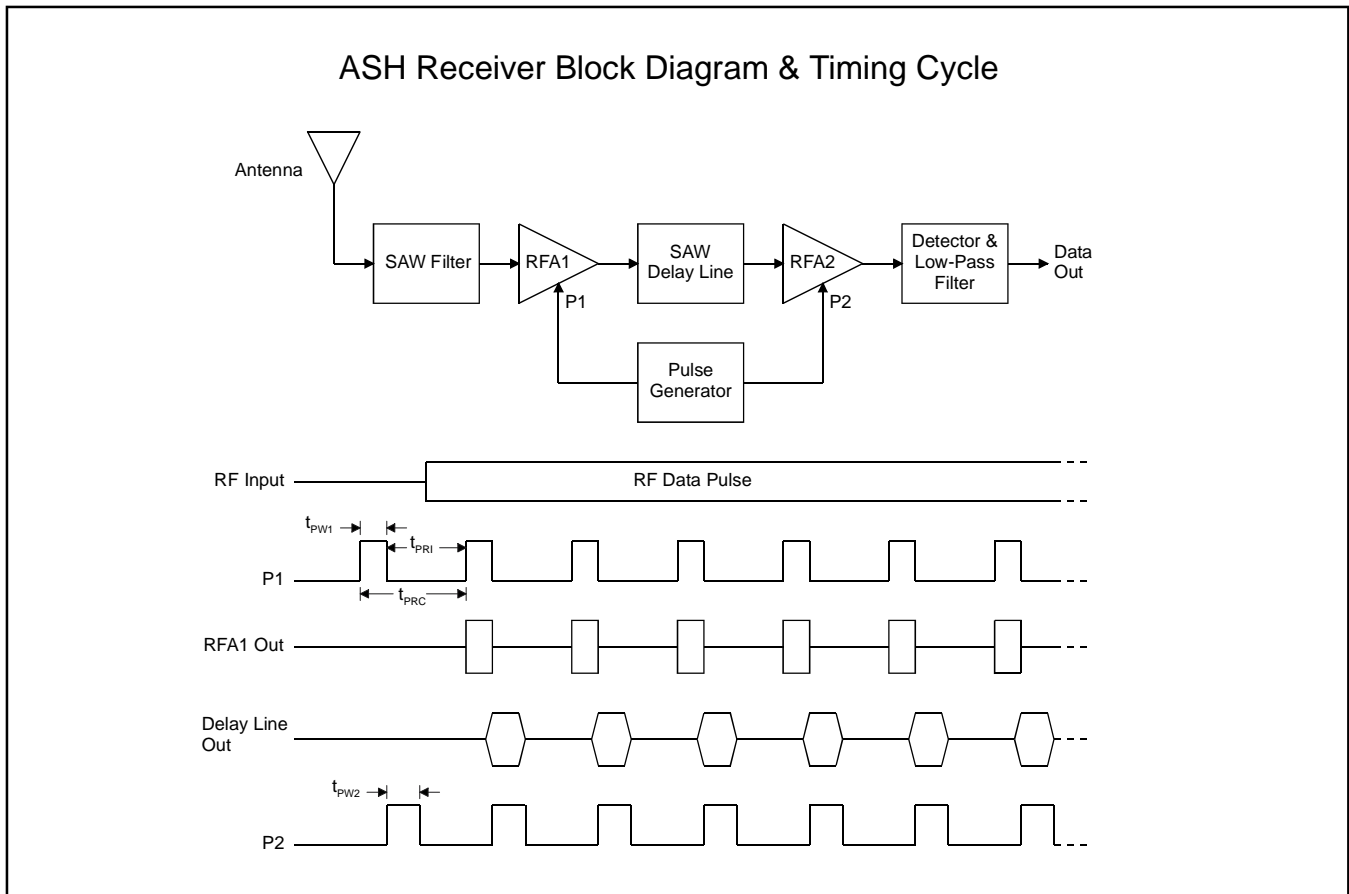 ASH Receiver Block Diagram & Timing Cycle
Antenna
SAW Filter
RFA1
SAW
Delay Line
RFA2
Detector &
Low-Pass
Filter
Data
Out
P1
P2
Pulse
Generator
RF Input
RF Data Pulse
tPW1
tPRI
P1
tPRC
RFA1 Out
Delay Line
Out
tPW2
P2